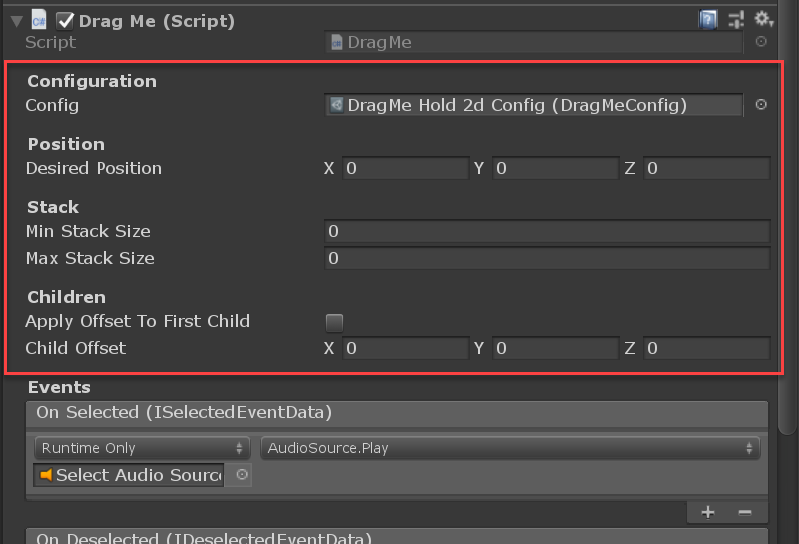 Drag Me (Script)
Script DragMe
Configuration
Config DragMe Hold 2d Config (DragMeConfig)
Position
Desired Position X 0 Y 0 Z 0
Stack
Min Stack Size 0
Max Stack Size 0
Children
Apply Offset To First Child
Child Offset X 0 Y 0 Z 0
Events
On Selected (ISelectedEventData)
Runtime Only AudioSource.Play
Select Audio Source
On Deselected (IDeselectedEventData)